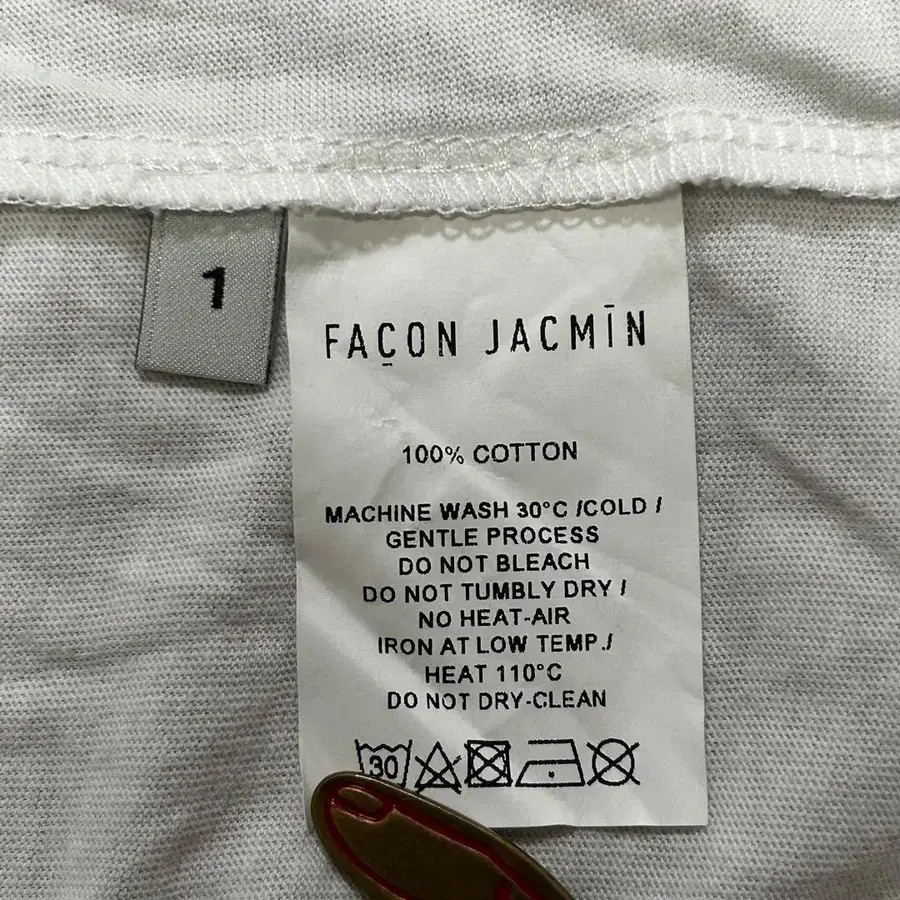 1
FAÇON JACMĪN
100% COTTON
MACHINE WASH 30°C /COLD /
GENTLE PROCESS
DO NOT BLEACH
DO NOT TUMBLY DRY /
NO HEAT-AIR
IRON AT LOW TEMP./
HEAT 110°C
DO NOT DRY-CLEAN
30